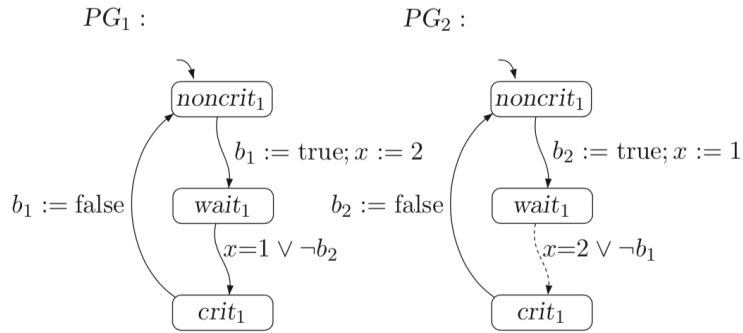 PG₁ :
PG₂ :
noncrit₁
noncrit₁
b₁ := true; x := 2
b₂ := true; x := 1
b₁ := false
wait₁
b₂ := false
wait₁
x=1 ∨ ¬b₂
x=2 ∨ ¬b₁
crit₁
crit₁